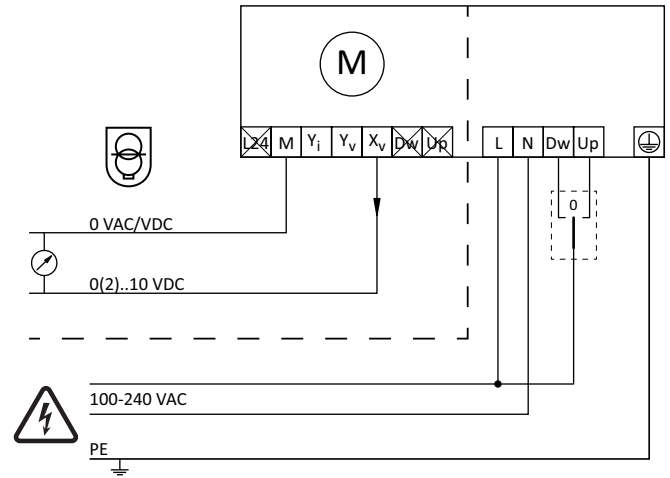 M
L24 M Yi Yv Xv Dw Up L N Dw Up
0
0 VAC/VDC
0(2)..10 VDC
100-240 VAC
PE